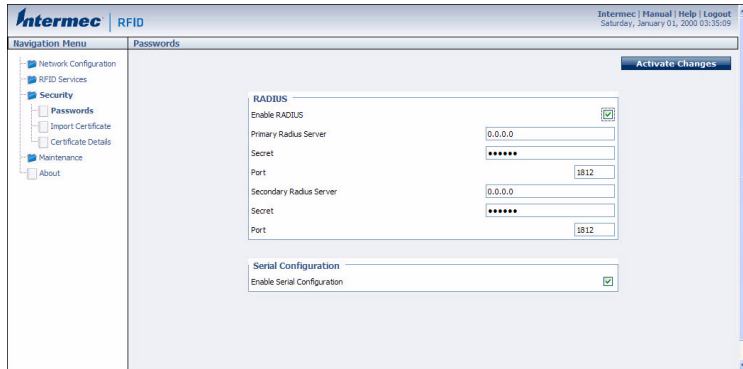 Intermec | RFID
Intermec | Manual | Help | Logout
Saturday, January 01, 2000 03:35:09
Navigation Menu
Passwords
Network Configuration
RFID Services
Security
Passwords
Import Certificate
Certificate Details
Maintenance
About
Activate Changes
RADIUS
Enable RADIUS
Primary Radius Server 0.0.0.0
Secret ••••••
Port 1812
Secondary Radius Server 0.0.0.0
Secret ••••••
Port 1812
Serial Configuration
Enable Serial Configuration